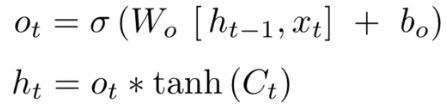 o_t = σ (W_o [h_{t−1}, x_t] + b_o)
h_t = o_t * tanh (C_t)